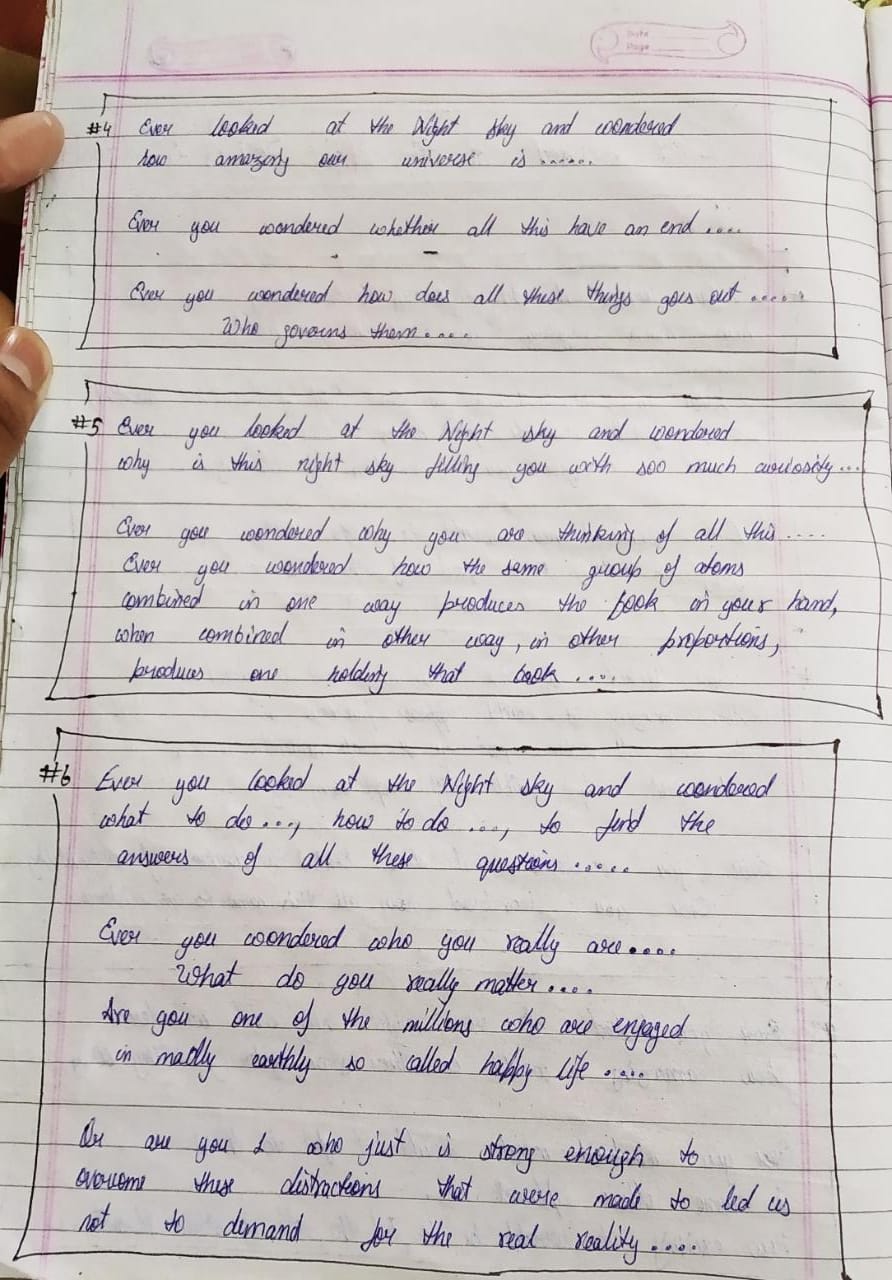 Date
Page
#4 Ever looked at the Night sky and wondered
how amazing our universe is ......
Ever you wondered whether all this have an end ....
Ever you wondered how does all these things goes out .....
Who governs them ....
#5 Ever you looked at the Night sky and wondered
why is this night sky filling you with soo much curiosity ...
Ever you wondered why you are thinking of all this ....
Ever you wondered how the same group of atoms
combined in one way produces the book in your hand,
when combined in other way, in other proportions,
produces one holding that book ....
#6 Ever you looked at the Night sky and wondered
what to do ..., how to do ..., to find the
answers of all these questions .....
Ever you wondered who you really are ....
What do you really matter ....
Are you one of the millions who are engaged
in madly earthly so called happy life ....
Or are you 1 who just is strong enough to
overcome these distractions that were made to led us
not to demand for the real reality ....